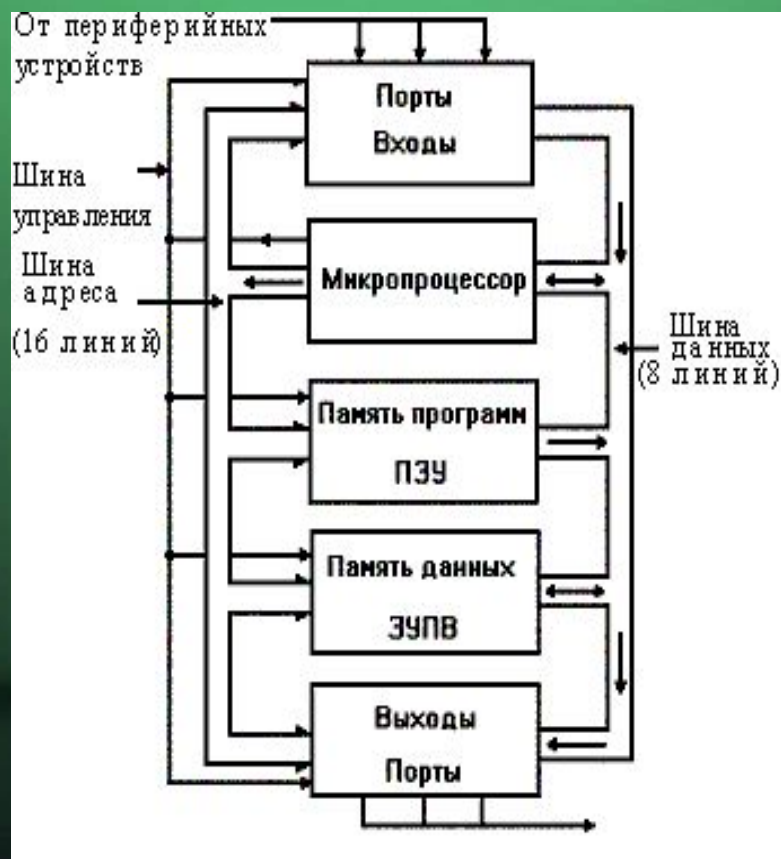 От периферийных
устройств
Порты
Входы
Шина
управления
Шина
адреса
(16 линий)
Микропроцессор
Шина
данных
(8 линий)
Память программ
ПЗУ
Память данных
ЗУПВ
Выходы
Порты